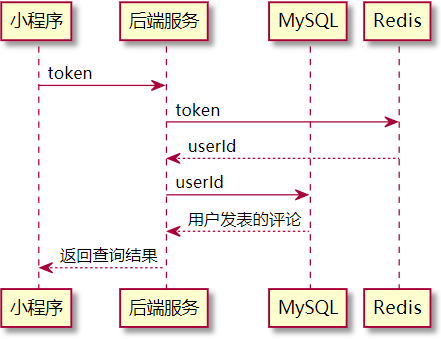 小程序 后端服务 MySQL Redis
token
token
userId
userId
用户发表的评论
返回查询结果
小程序 后端服务 MySQL Redis